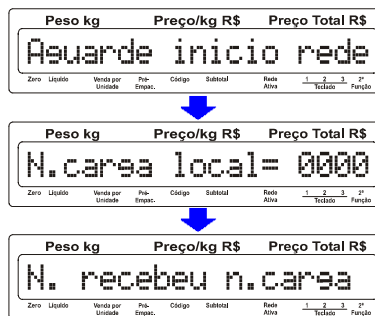 Peso kg Preço/kg R$ Preço Total R$
Aguarde inicio rede
Zero Líquido Venda por Unidade Pré-Empac. Código Subtotal Rede Ativa 1 2 3 Teclado 2ª Função
Peso kg Preço/kg R$ Preço Total R$
N.carga local= 0000
Zero Líquido Venda por Unidade Pré-Empac. Código Subtotal Rede Ativa 1 2 3 Teclado 2ª Função
Peso kg Preço/kg R$ Preço Total R$
N. recebeu n.carga
Zero Líquido Venda por Unidade Pré-Empac. Código Subtotal Rede Ativa 1 2 3 Teclado 2ª Função